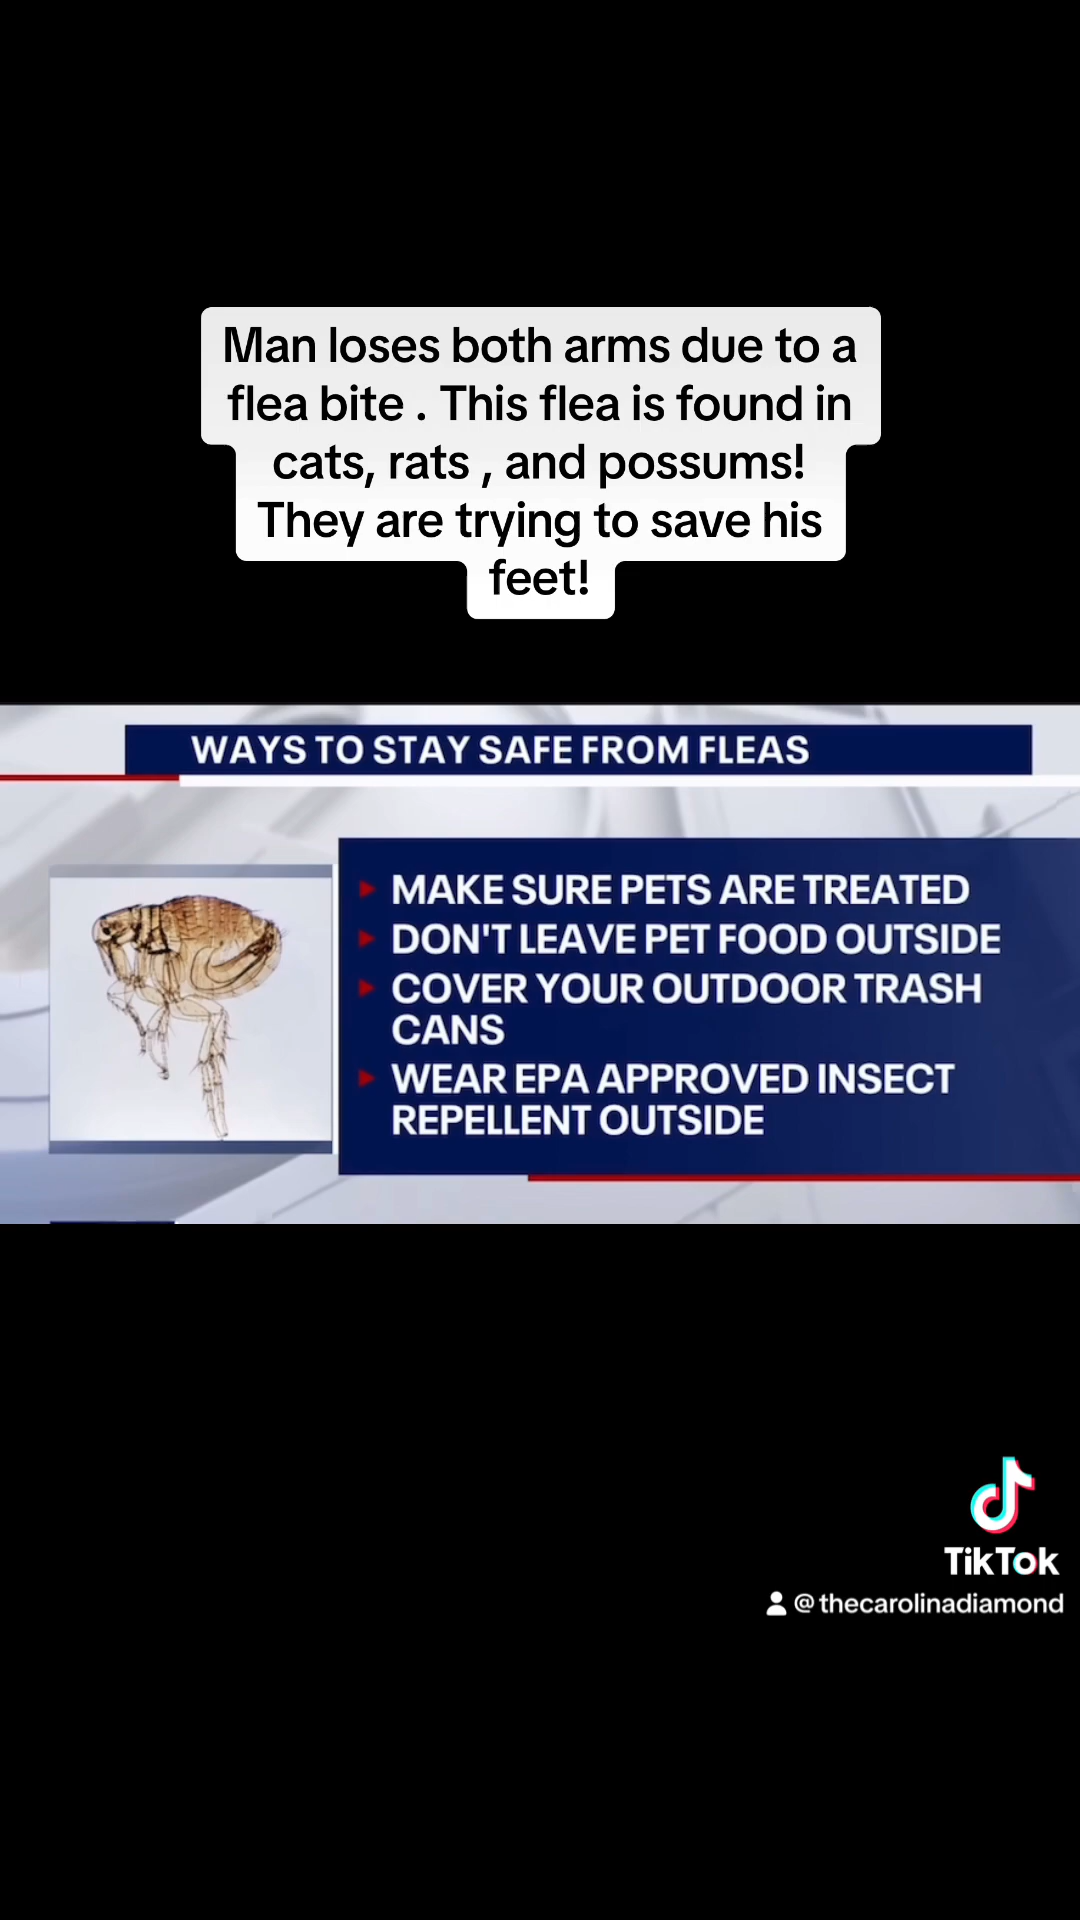 Man loses both arms due to a
flea bite . This flea is found in
cats, rats , and possums!
They are trying to save his
feet!
WAYS TO STAY SAFE FROM FLEAS
MAKE SURE PETS ARE TREATED
DON'T LEAVE PET FOOD OUTSIDE
COVER YOUR OUTDOOR TRASH
CANS
WEAR EPA APPROVED INSECT
REPELLENT OUTSIDE
TikTok
@thecarolinadiamond